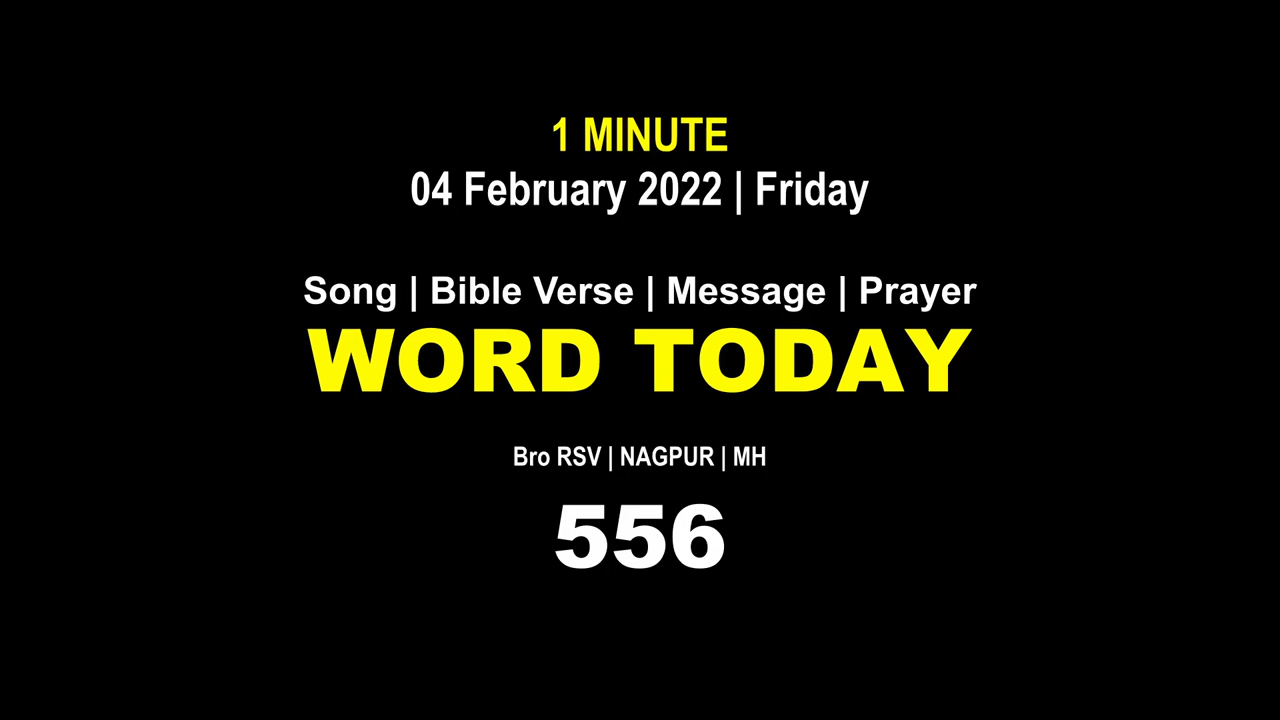 1 MINUTE
04 February 2022 | Friday
Song | Bible Verse | Message | Prayer
WORD TODAY
Bro RSV | NAGPUR | MH
556